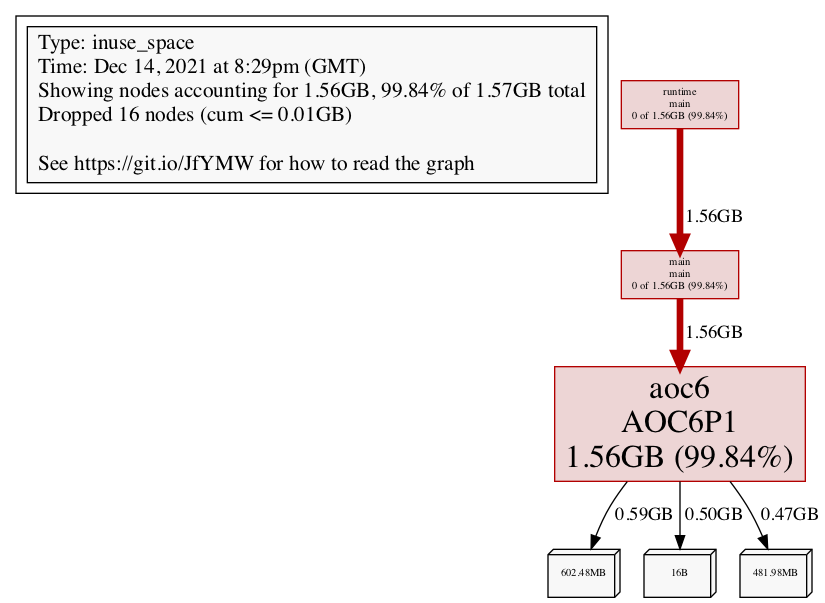 Type: inuse_space
Time: Dec 14, 2021 at 8:29pm (GMT)
Showing nodes accounting for 1.56GB, 99.84% of 1.57GB total
Dropped 16 nodes (cum <= 0.01GB)
See https://git.io/JfYMW for how to read the graph
runtime
main
0 of 1.56GB (99.84%)
1.56GB
main
main
0 of 1.56GB (99.84%)
1.56GB
aoc6
AOC6P1
1.56GB (99.84%)
0.59GB
0.50GB
0.47GB
602.48MB
16B
481.98MB